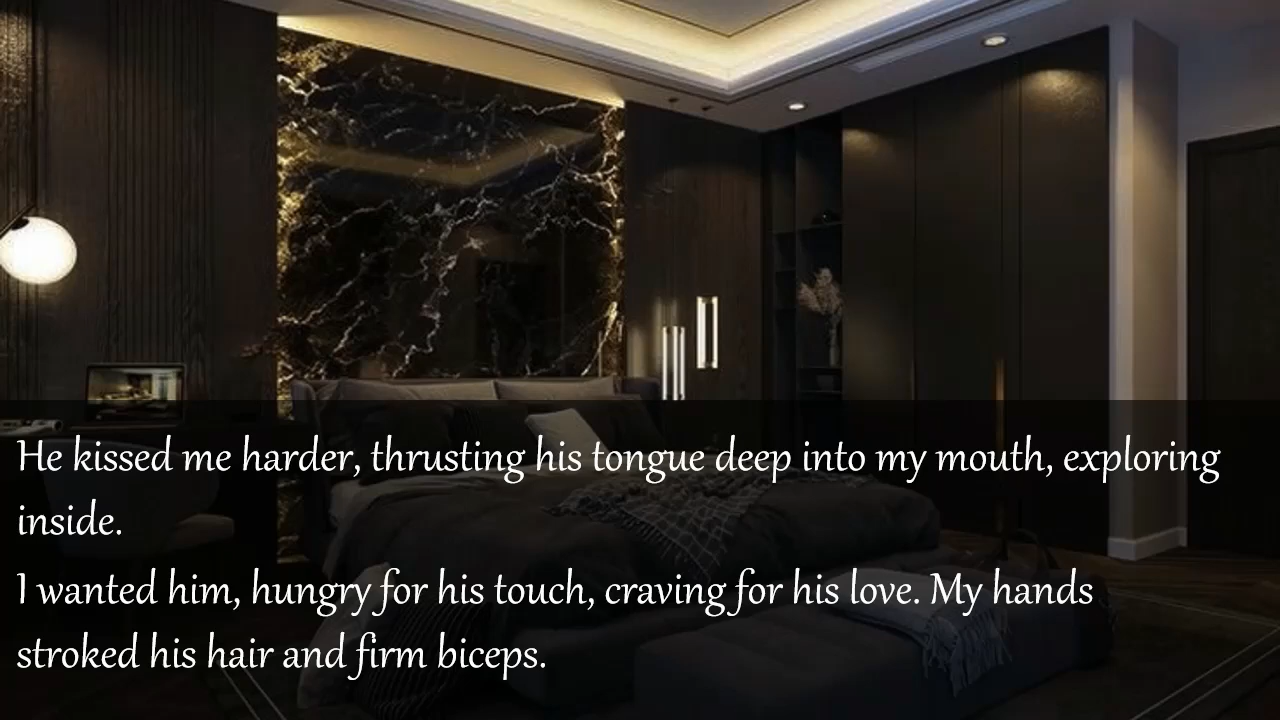 He kissed me harder, thrusting his tongue deep into my mouth, exploring
inside.
I wanted him, hungry for his touch, craving for his love. My hands
stroked his hair and firm biceps.